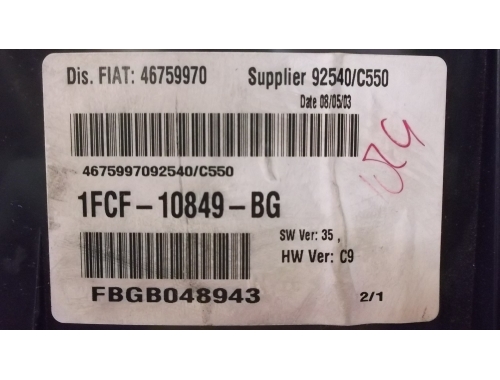 Dis. FIAT: 46759970 Supplier 92540/C550
Date 08/05/03
4675997092540/C550
1FCF-10849-BG
SW Ver: 35 ,
HW Ver: C9
FBGB048943
2/1